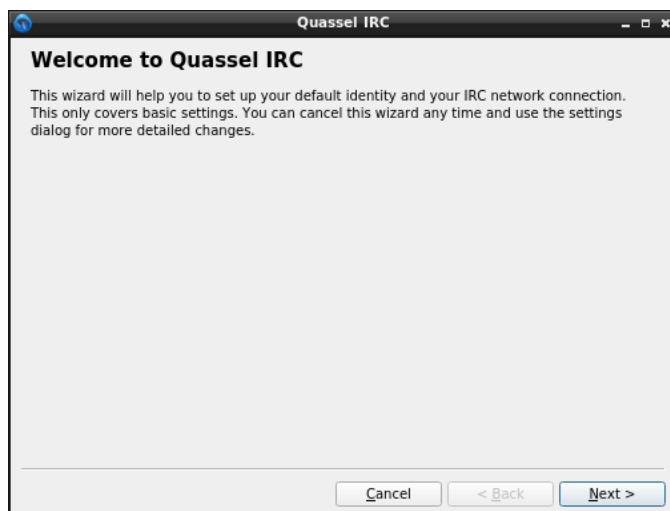 Quassel IRC
Welcome to Quassel IRC
This wizard will help you to set up your default identity and your IRC network connection.
This only covers basic settings. You can cancel this wizard any time and use the settings
dialog for more detailed changes.
Cancel
< Back
Next >